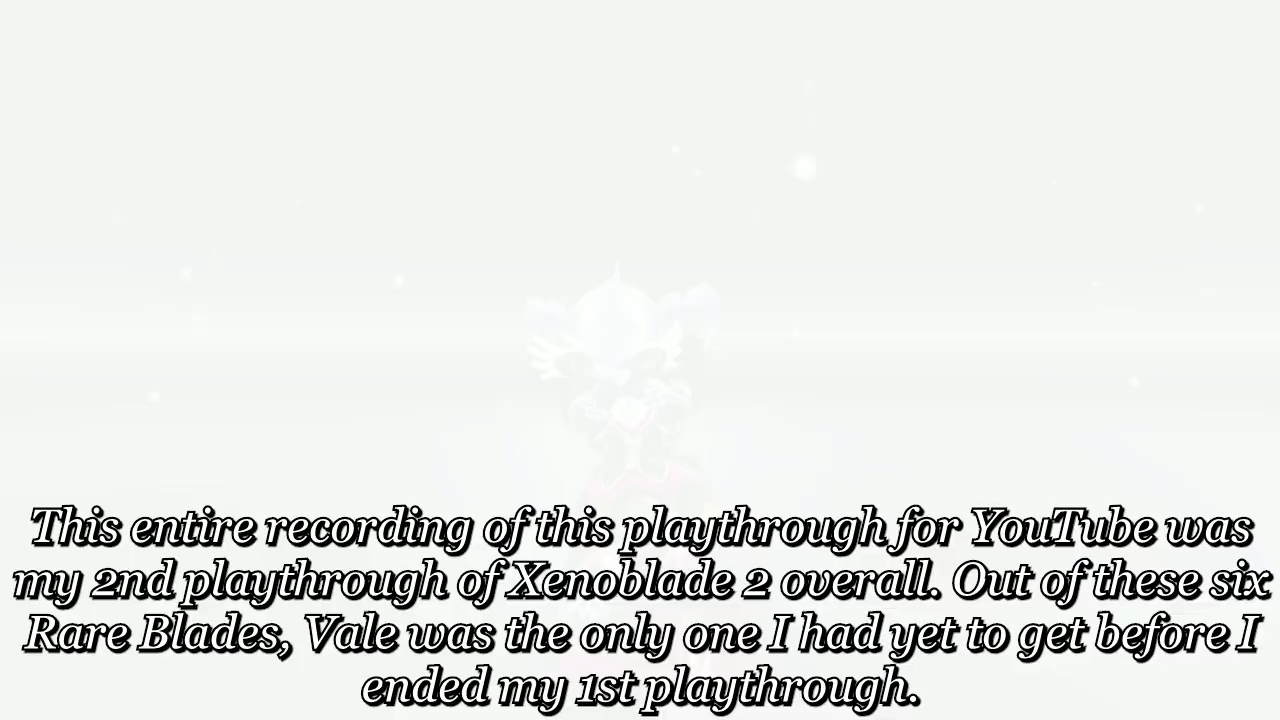 This entire recording of this playthrough for YouTube was
my 2nd playthrough of Xenoblade 2 overall. Out of these six
Rare Blades, Vale was the only one I had yet to get before I
ended my 1st playthrough.